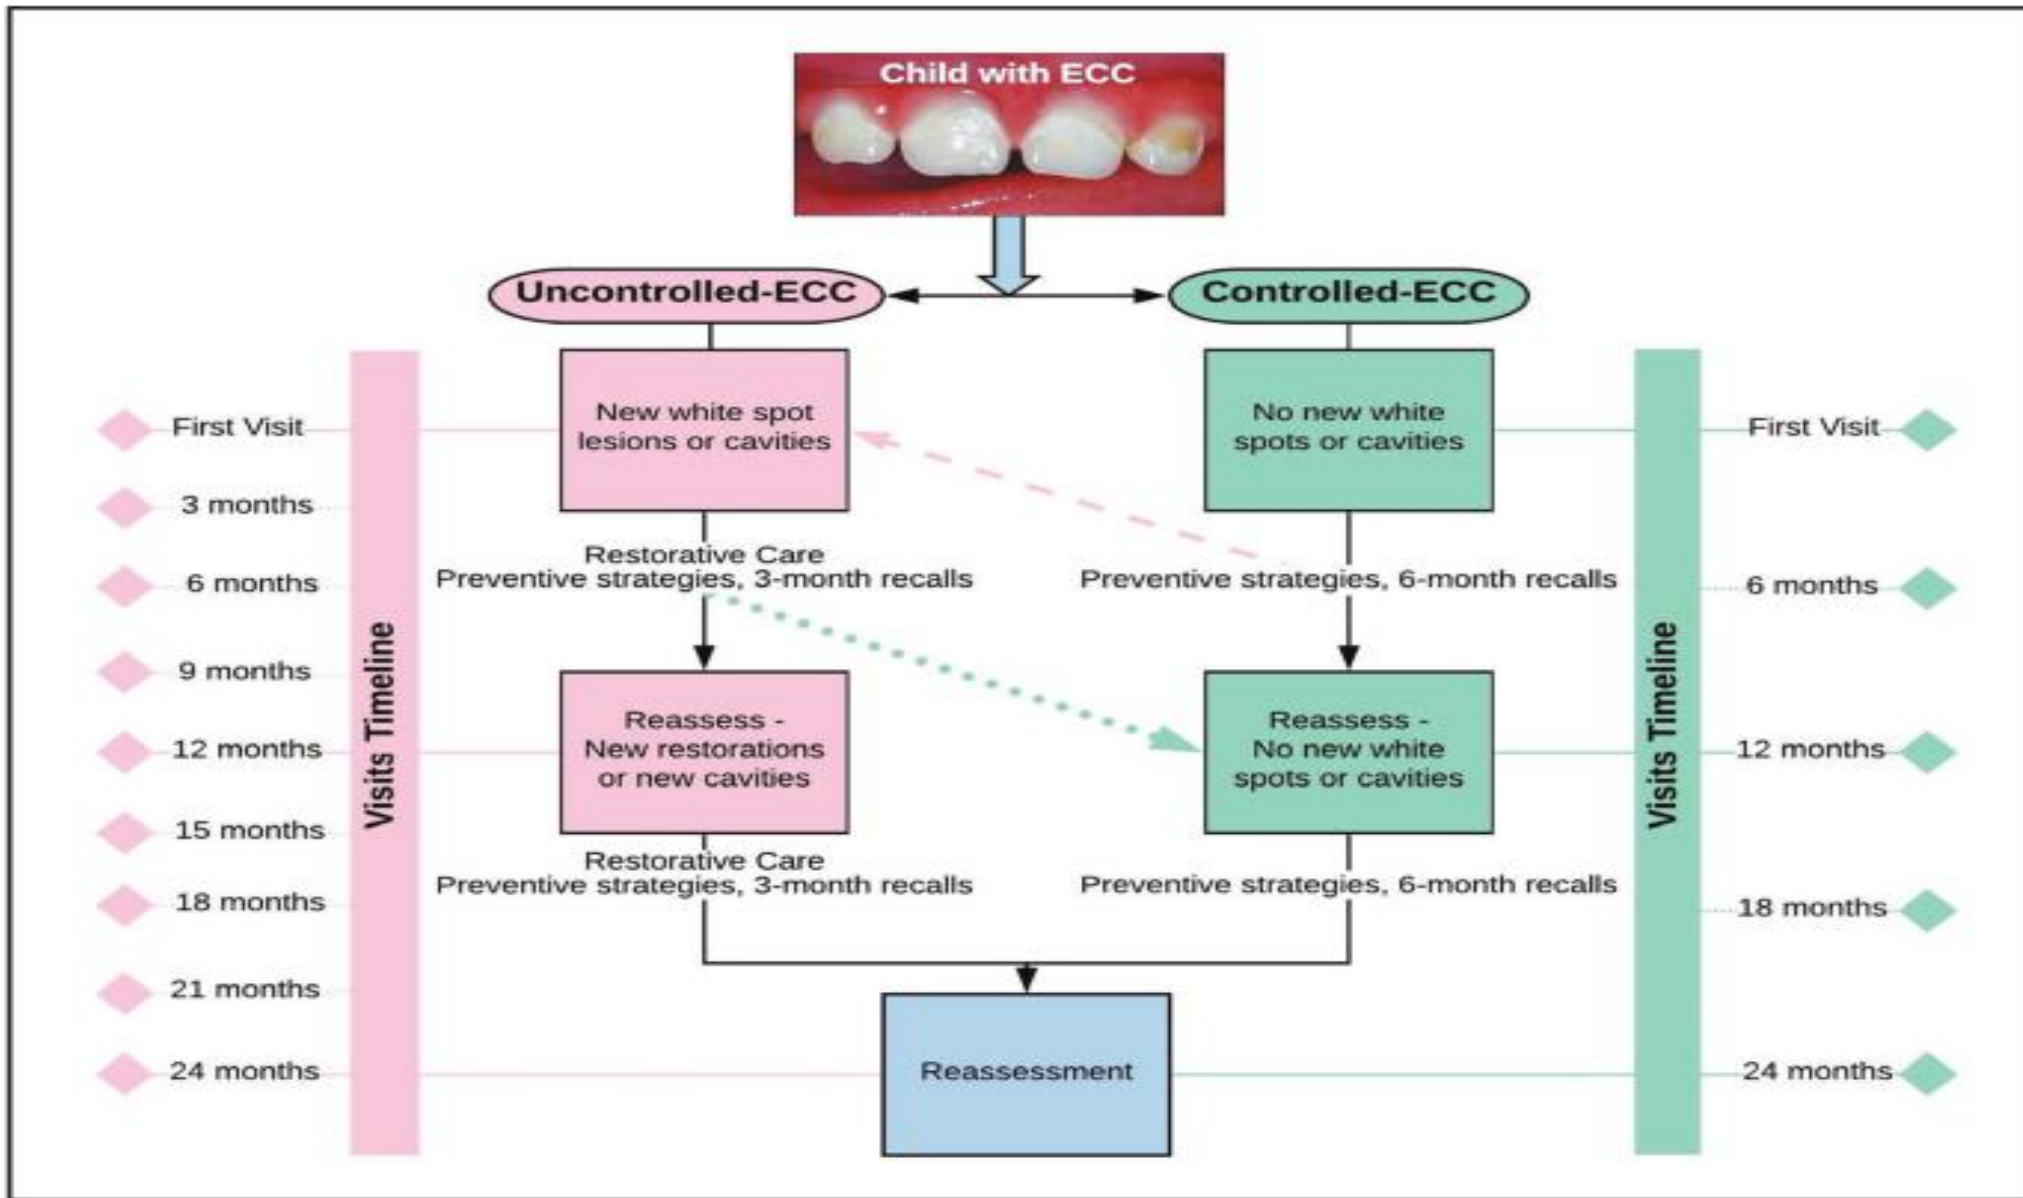 Child with ECC
Uncontrolled-ECC
Controlled-ECC
Visits Timeline
First Visit
3 months
6 months
9 months
12 months
15 months
18 months
21 months
24 months
New white spot
lesions or cavities
Restorative Care
Preventive strategies, 3-month recalls
Reassess -
New restorations
or new cavities
Restorative Care
Preventive strategies, 3-month recalls
No new white
spots or cavities
Preventive strategies, 6-month recalls
Reassess -
No new white
spots or cavities
Preventive strategies, 6-month recalls
Reassessment
Visits Timeline
First Visit
6 months
12 months
18 months
24 months